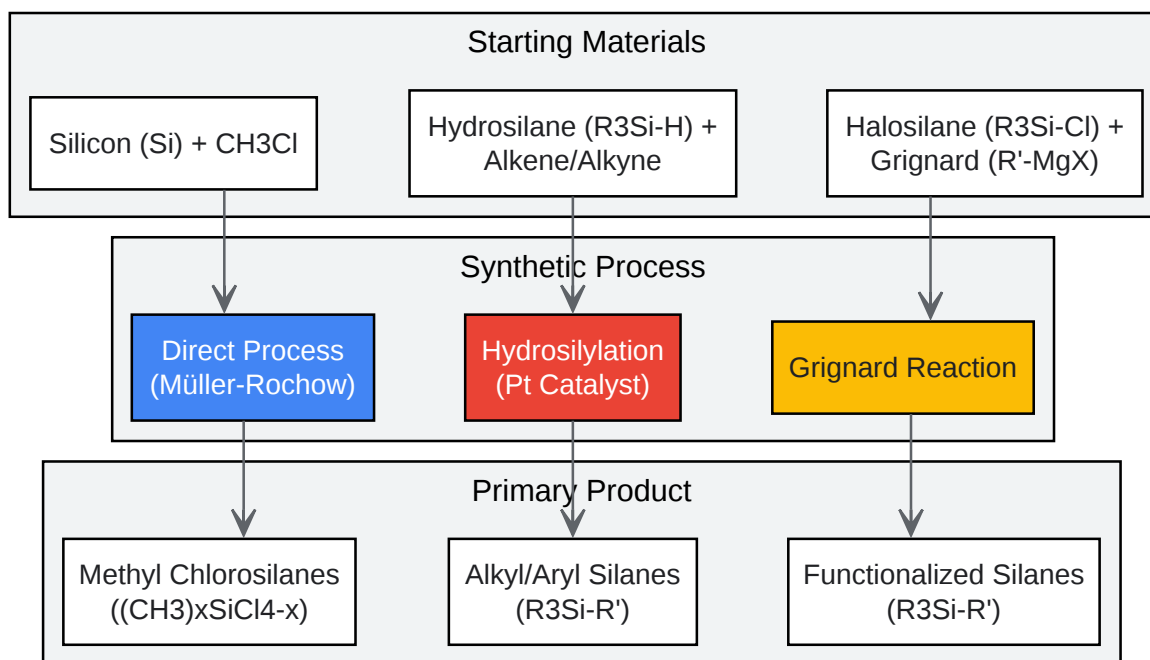 Starting Materials
Silicon (Si) + CH3Cl
Hydrosilane (R3Si-H) +
Alkene/Alkyne
Halosilane (R3Si-Cl) +
Grignard (R'-MgX)
Synthetic Process
Direct Process
(Müller-Rochow)
Hydrosilylation
(Pt Catalyst)
Grignard Reaction
Primary Product
Methyl Chlorosilanes
((CH3)xSiCl4-x)
Alkyl/Aryl Silanes
(R3Si-R')
Functionalized Silanes
(R3Si-R')